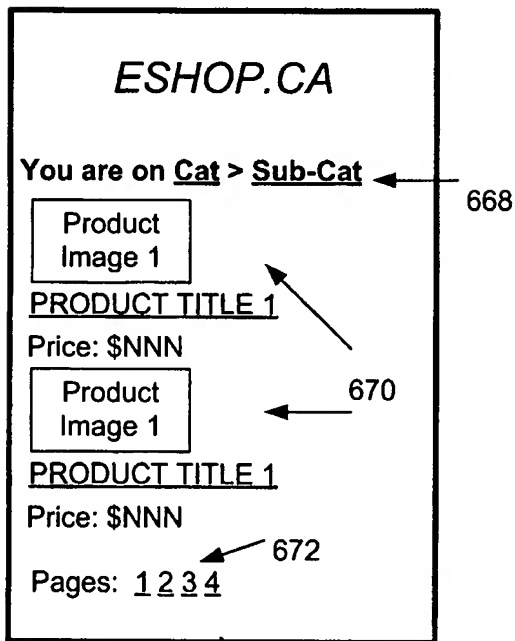 ESHOP.CA
You are on Cat > Sub-Cat
668
Product
Image 1
PRODUCT TITLE 1
Price: $NNN
670
Product
Image 1
PRODUCT TITLE 1
Price: $NNN
672
Pages: 1 2 3 4